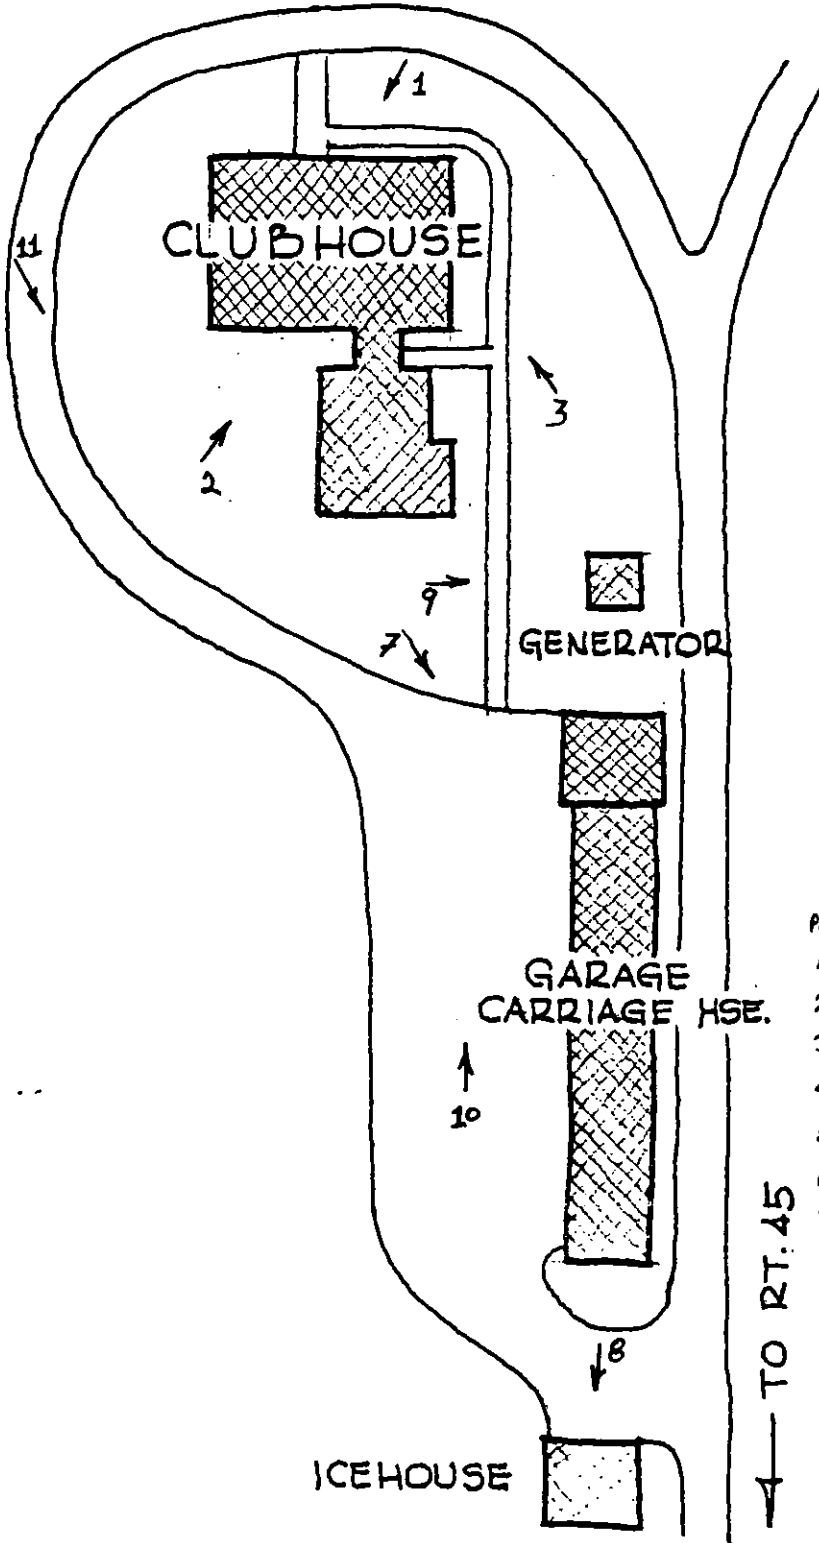 1
CLUBHOUSE
11
3
2
9
7
GENERATOR
GARAGE
CARRIAGE HSE.
10
TO RT. 45
8
ICEHOUSE